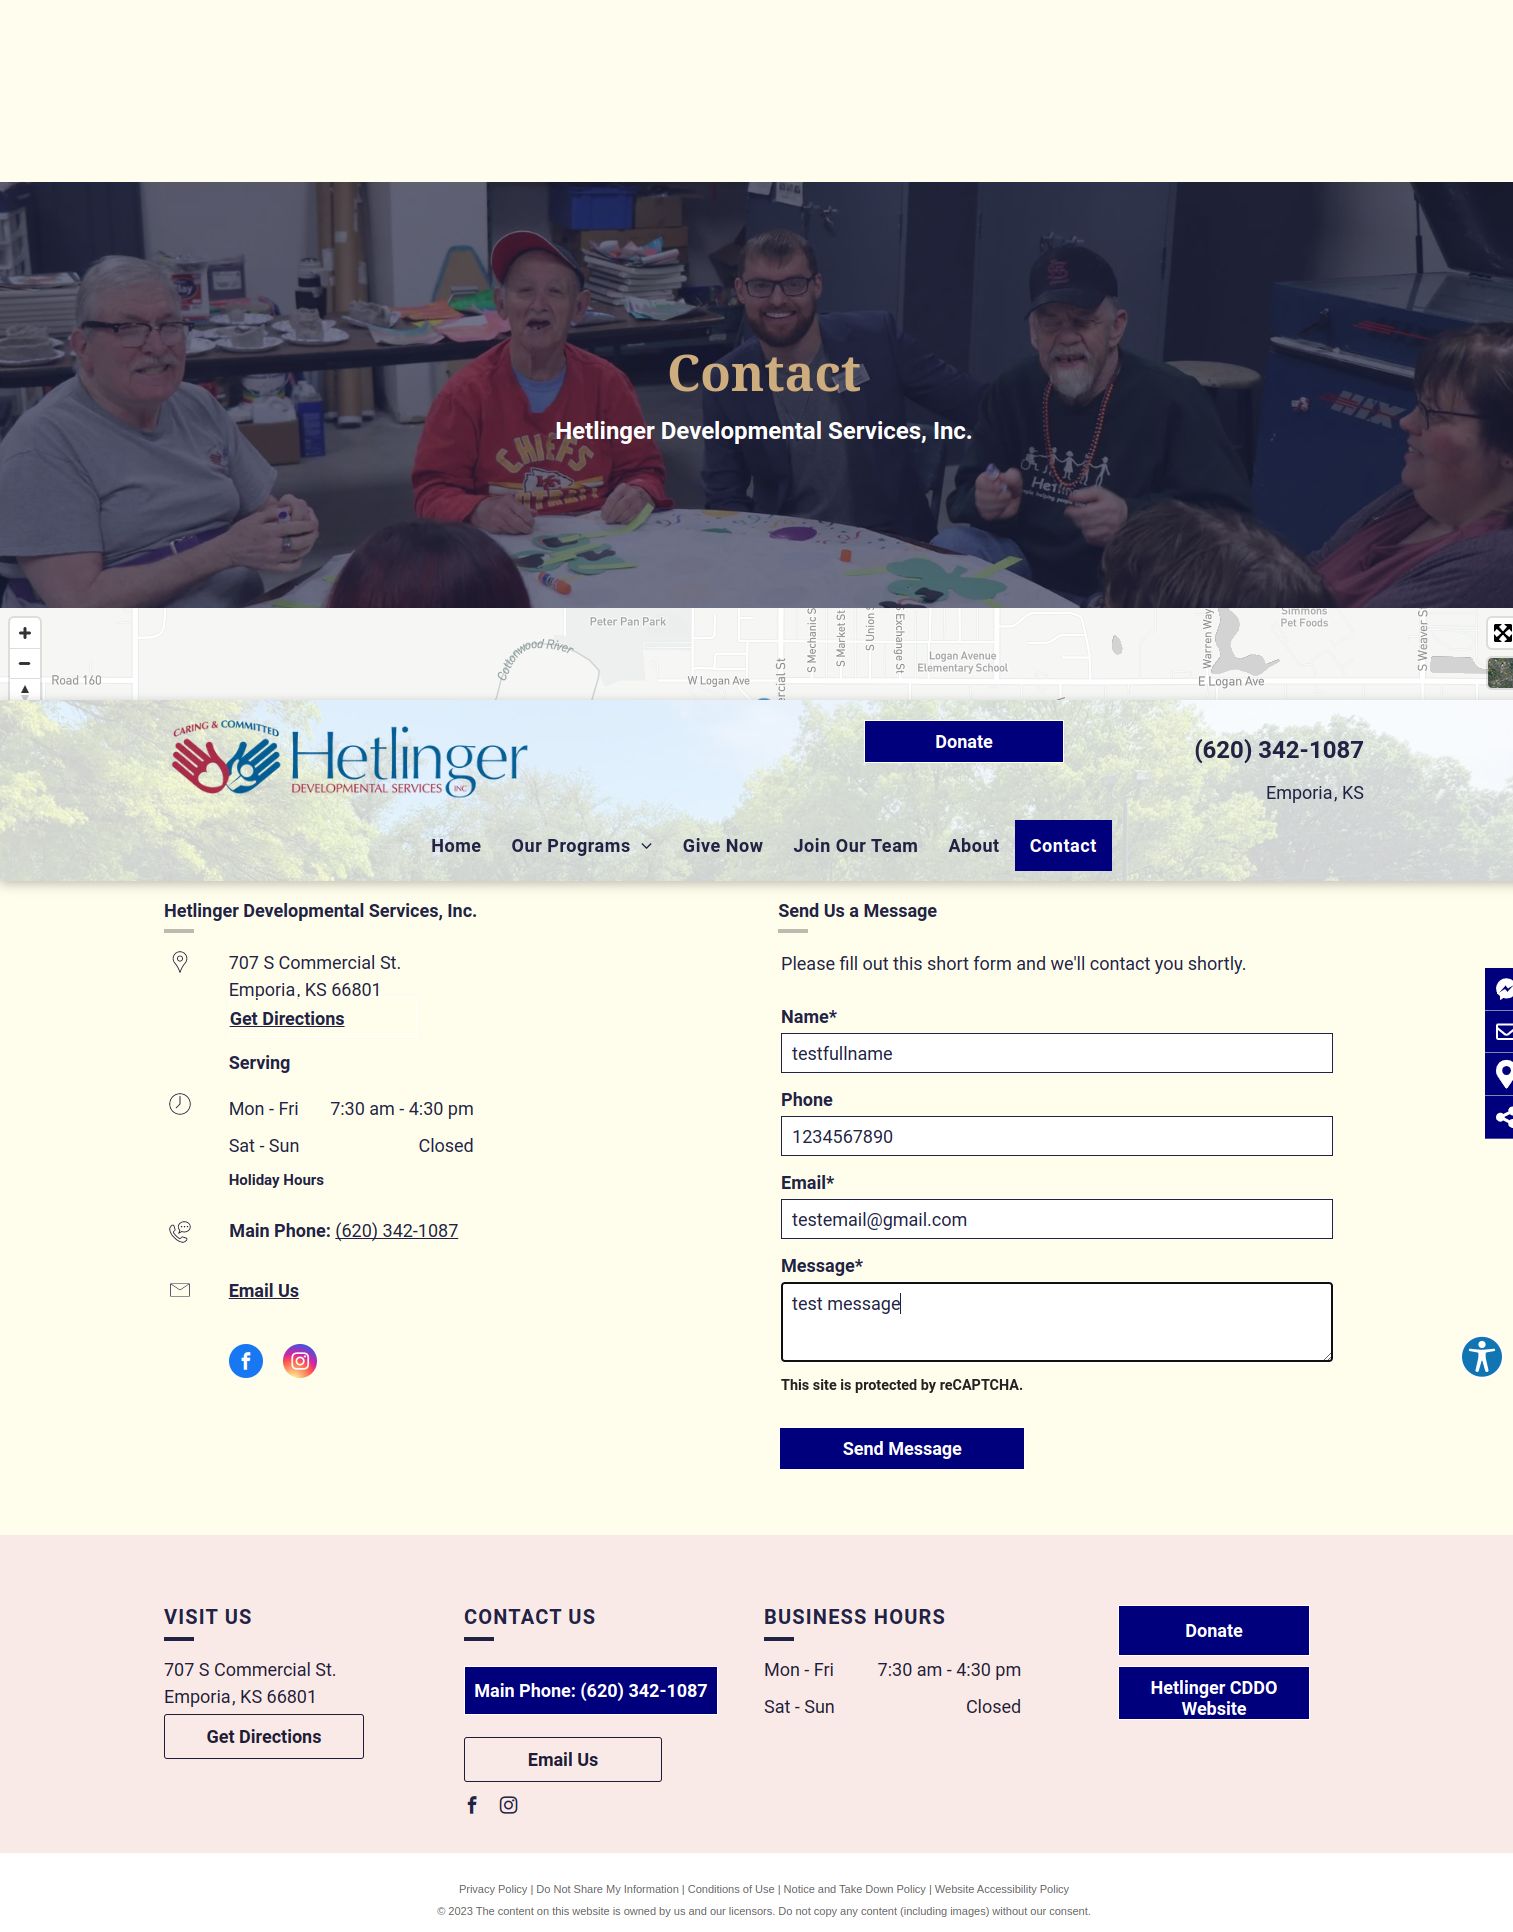 Contact
Hetlinger Developmental Services, Inc.
CHIEFS
Peter Pan Park
Cottonwood River
Road 160
W Logan Ave
S Mechanic S
S Market St
S Union S
S Exchange St
Logan Avenue
Elementary School
Warren Way
E Logan Ave
Simmons
Pet Foods
S Weaver S
CARING & COMMITTED
Hetlinger
DEVELOPMENTAL SERVICES INC
Donate
(620) 342-1087
Emporia, KS
Home Our Programs Give Now Join Our Team About Contact
Hetlinger Developmental Services, Inc.
707 S Commercial St.
Emporia, KS 66801
Get Directions
Serving
Mon - Fri 7:30 am - 4:30 pm
Sat - Sun Closed
Holiday Hours
Main Phone: (620) 342-1087
Email Us
Send Us a Message
Please fill out this short form and we'll contact you shortly.
Name*
testfullname
Phone
1234567890
Email*
testemail@gmail.com
Message*
test message
This site is protected by reCAPTCHA.
Send Message
VISIT US
707 S Commercial St.
Emporia, KS 66801
Get Directions
CONTACT US
Main Phone: (620) 342-1087
Email Us
BUSINESS HOURS
Mon - Fri 7:30 am - 4:30 pm
Sat - Sun Closed
Donate
Hetlinger CDDO
Website
Privacy Policy | Do Not Share My Information | Conditions of Use | Notice and Take Down Policy | Website Accessibility Policy
© 2023 The content on this website is owned by us and our licensors. Do not copy any content (including images) without our consent.